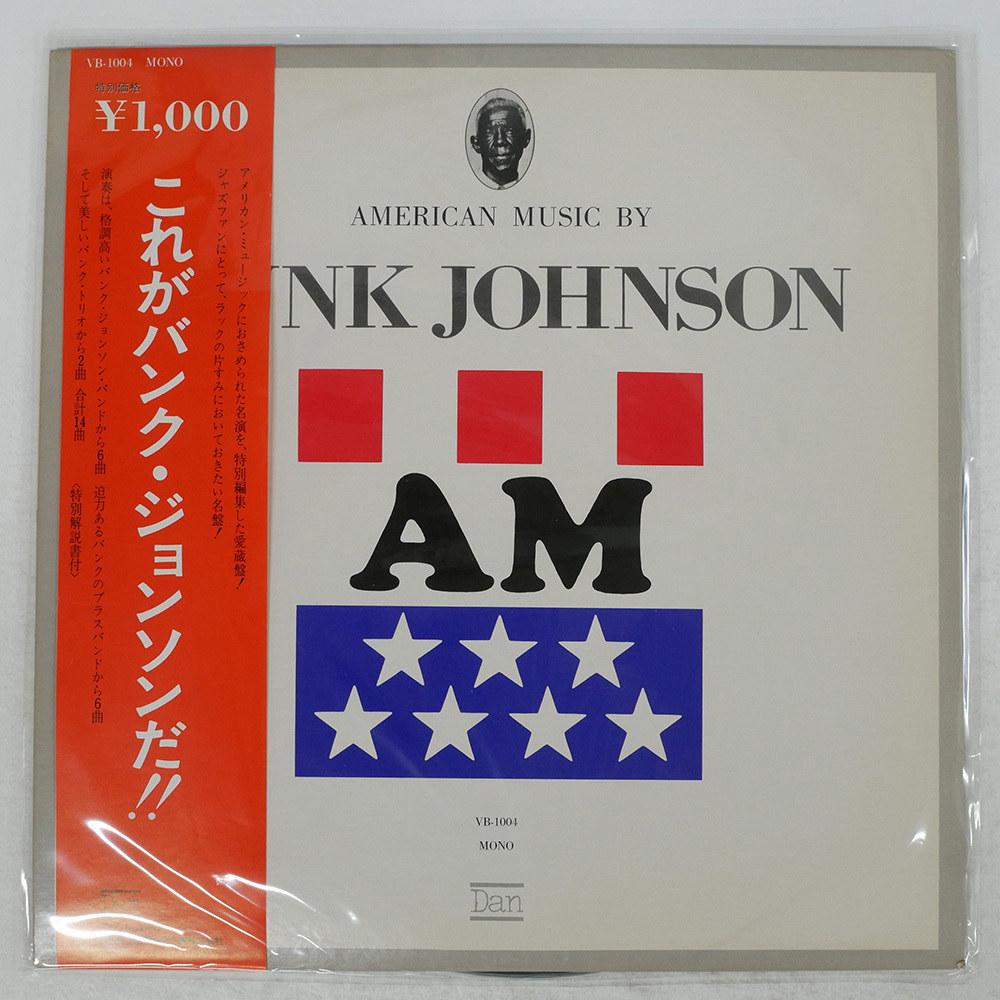 VB-1004 MONO
特別価格
¥1,000
アメリカン・ミュージックにおさめられた名演を、特別編集した愛蔵盤!
ジャズファンにとって、ラックの片すみにおいておきたい名盤!
これがバンク・ジョンソンだ!!
演奏は、格調高いバンク・ジョンソン・バンドから6曲 迫力あるバンクのブラスバンドから6曲
そして美しいバンク・トリオから2曲 合計14曲 〈特別解説書付〉
AMERICAN MUSIC BY
NK JOHNSON
AM
VB-1004
MONO
Dan